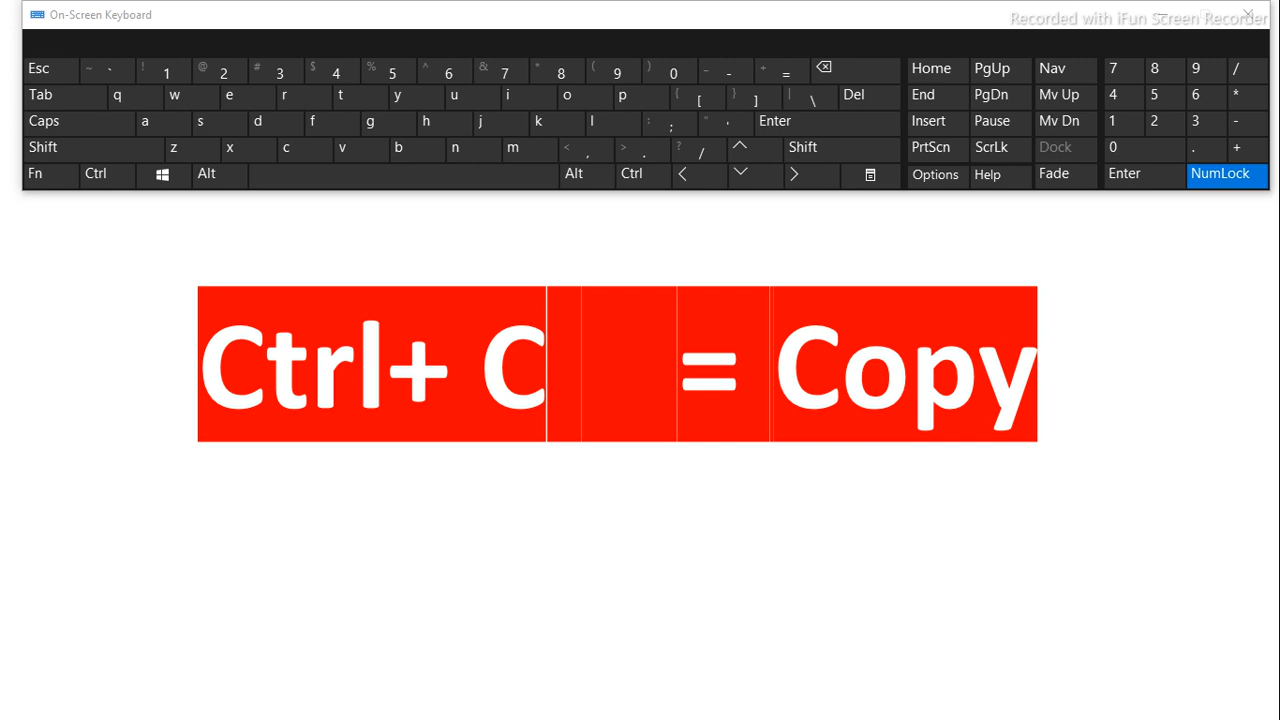 On-Screen Keyboard
Recorded with iFun Screen Recorder
Esc ~ ` ! 1 @ 2 # 3 $ 4 % 5 ^ 6 & 7 * 8 ( 9 ) 0 _ - + = Home PgUp Nav 7 8 9 /
Tab q w e r t y u i o p { [ } ] | \ Del End PgDn Mv Up 4 5 6 *
Caps a s d f g h j k l : ; " ' Enter Insert Pause Mv Dn 1 2 3 -
Shift z x c v b n m < , > . ? / Shift PrtScn ScrLk Dock 0 . +
Fn Ctrl Alt Alt Ctrl Options Help Fade Enter NumLock
Ctrl+ C = Copy